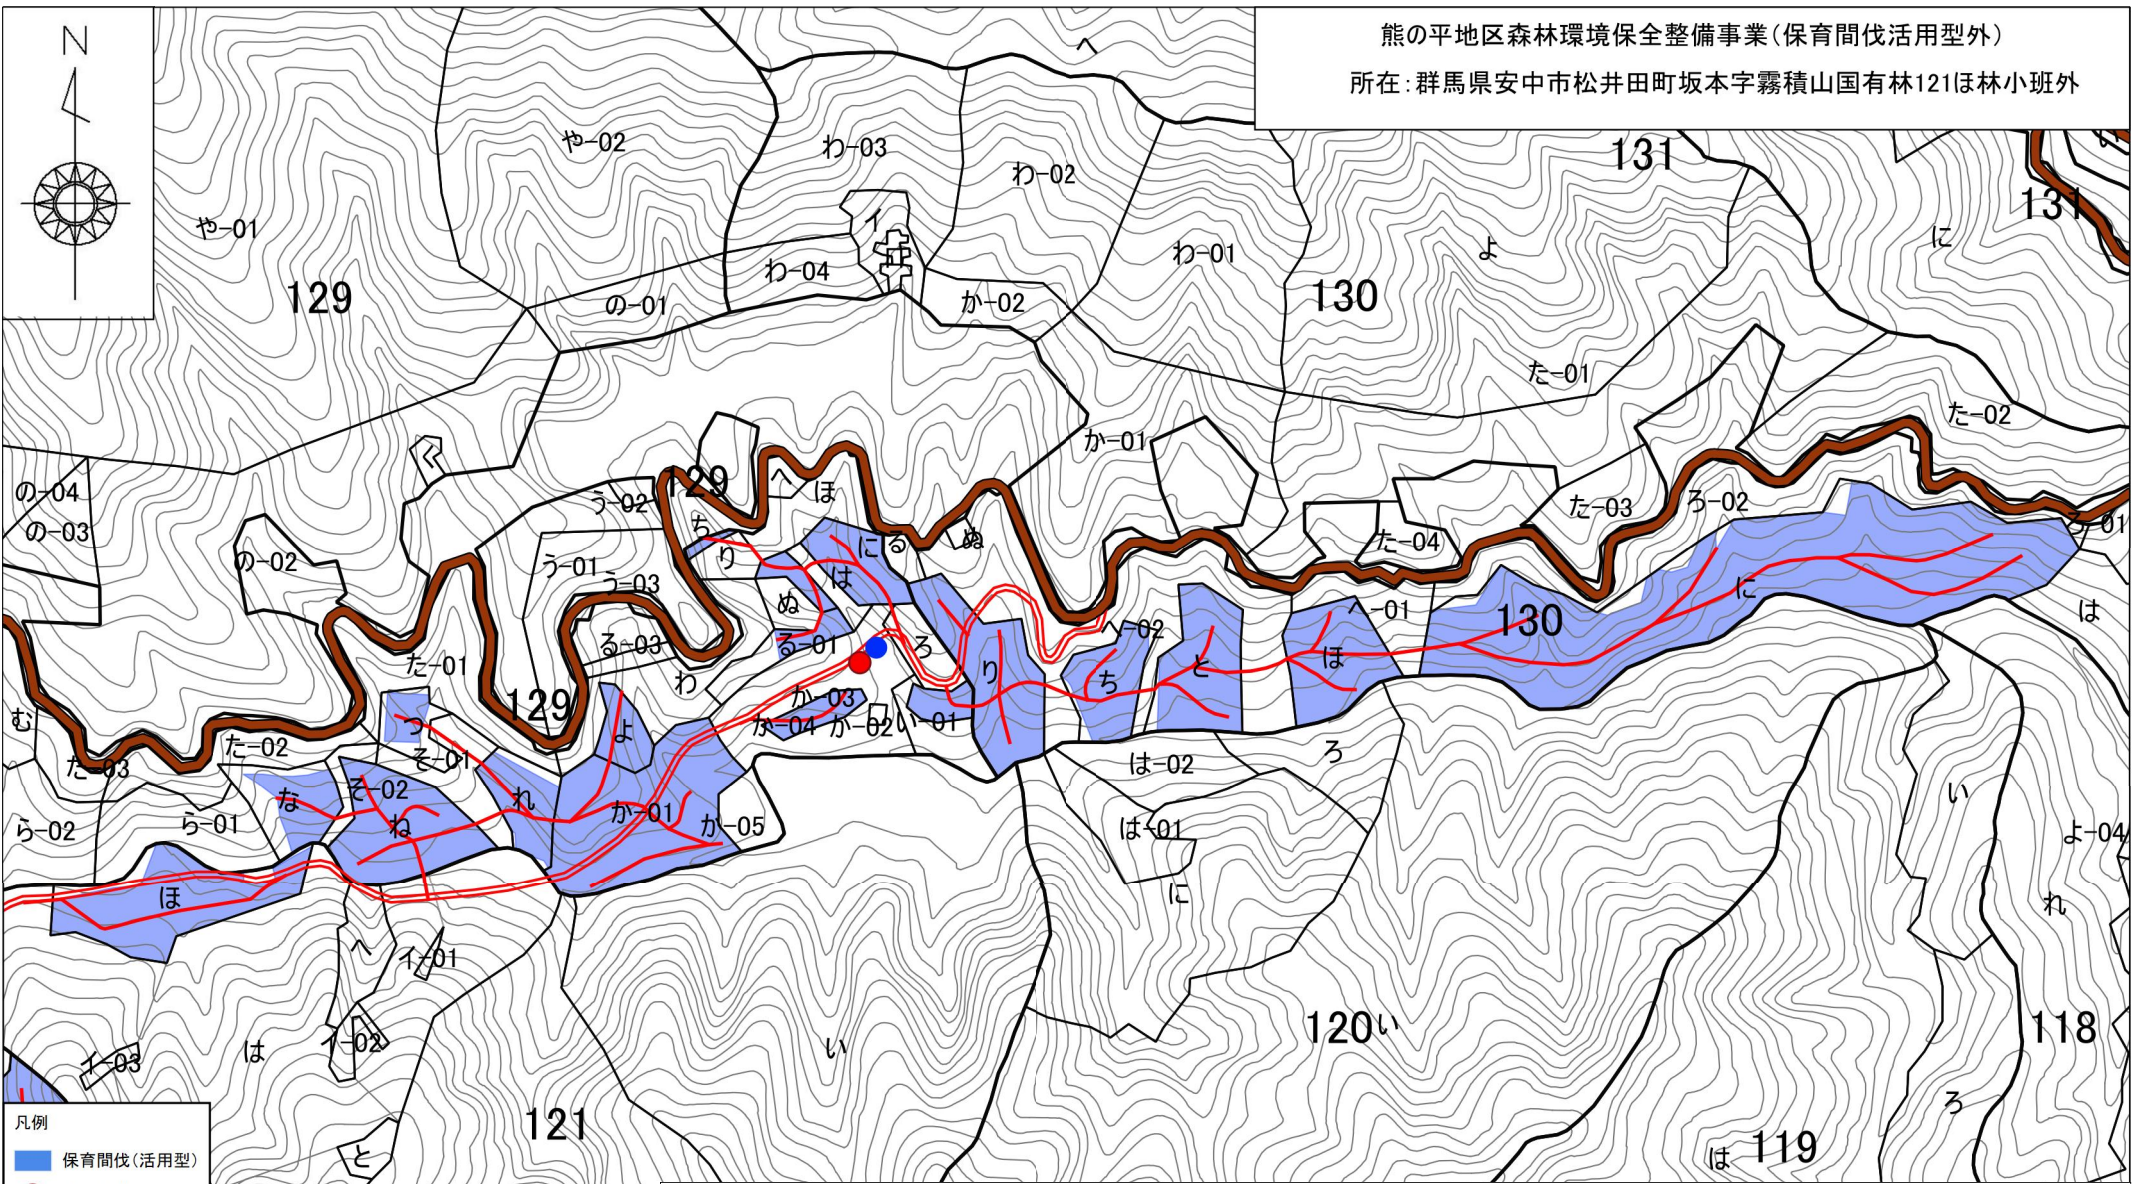 熊の平地区森林環境保全整備事業（保育間伐活用型外）
所在：群馬県安中市松井田町坂本字霧積山国有林121ほ林小班外
N
へ
や-02
わ-03
わ-02
131
い
131
や-01
イ
に
よ
わ-01
わ-04
ロ
129
の-01
か-02
130
た-01
た-02
か-01
く
の-04
129
へ
ほ
う-02
た-03
ろ-02
の-03
ち
ろ-01
に
る
ぬ
た-04
の-02
り
う-01
う-03
は
に
ぬ
へ-01
130
は
へ-02
る-03
る-01
ろ
ほ
た-01
と
り
ち
わ
か-03
129
む
つ
よ
か-04
か-02
い-01
た-02
そ-01
ろ
は-02
た-03
そ-02
な
れ
い
ら-02
ら-01
ね
か-01
か-05
は-01
よ-04
ほ
に
れ
へ
イ-01
120
い
118
イ-02
い
イ-03
は
ろ
凡例
121
119
は
と
保育間伐（活用型）